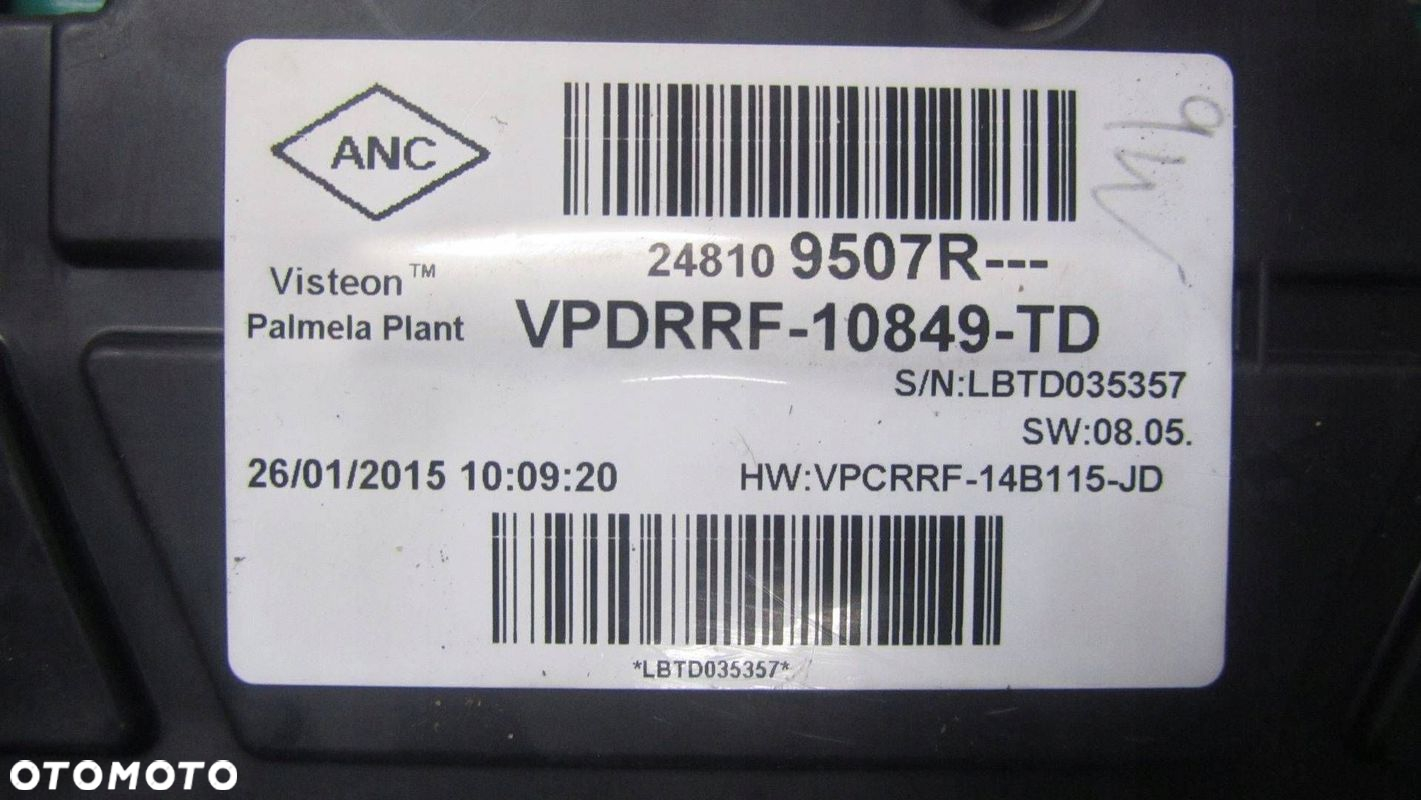 ANC
24810 9507R---
Visteon™
Palmela Plant
VPDRRF-10849-TD
S/N:LBTD035357
SW:08.05.
26/01/2015 10:09:20
HW:VPCRRF-14B115-JD
*LBTD035357*
OTOMOTO